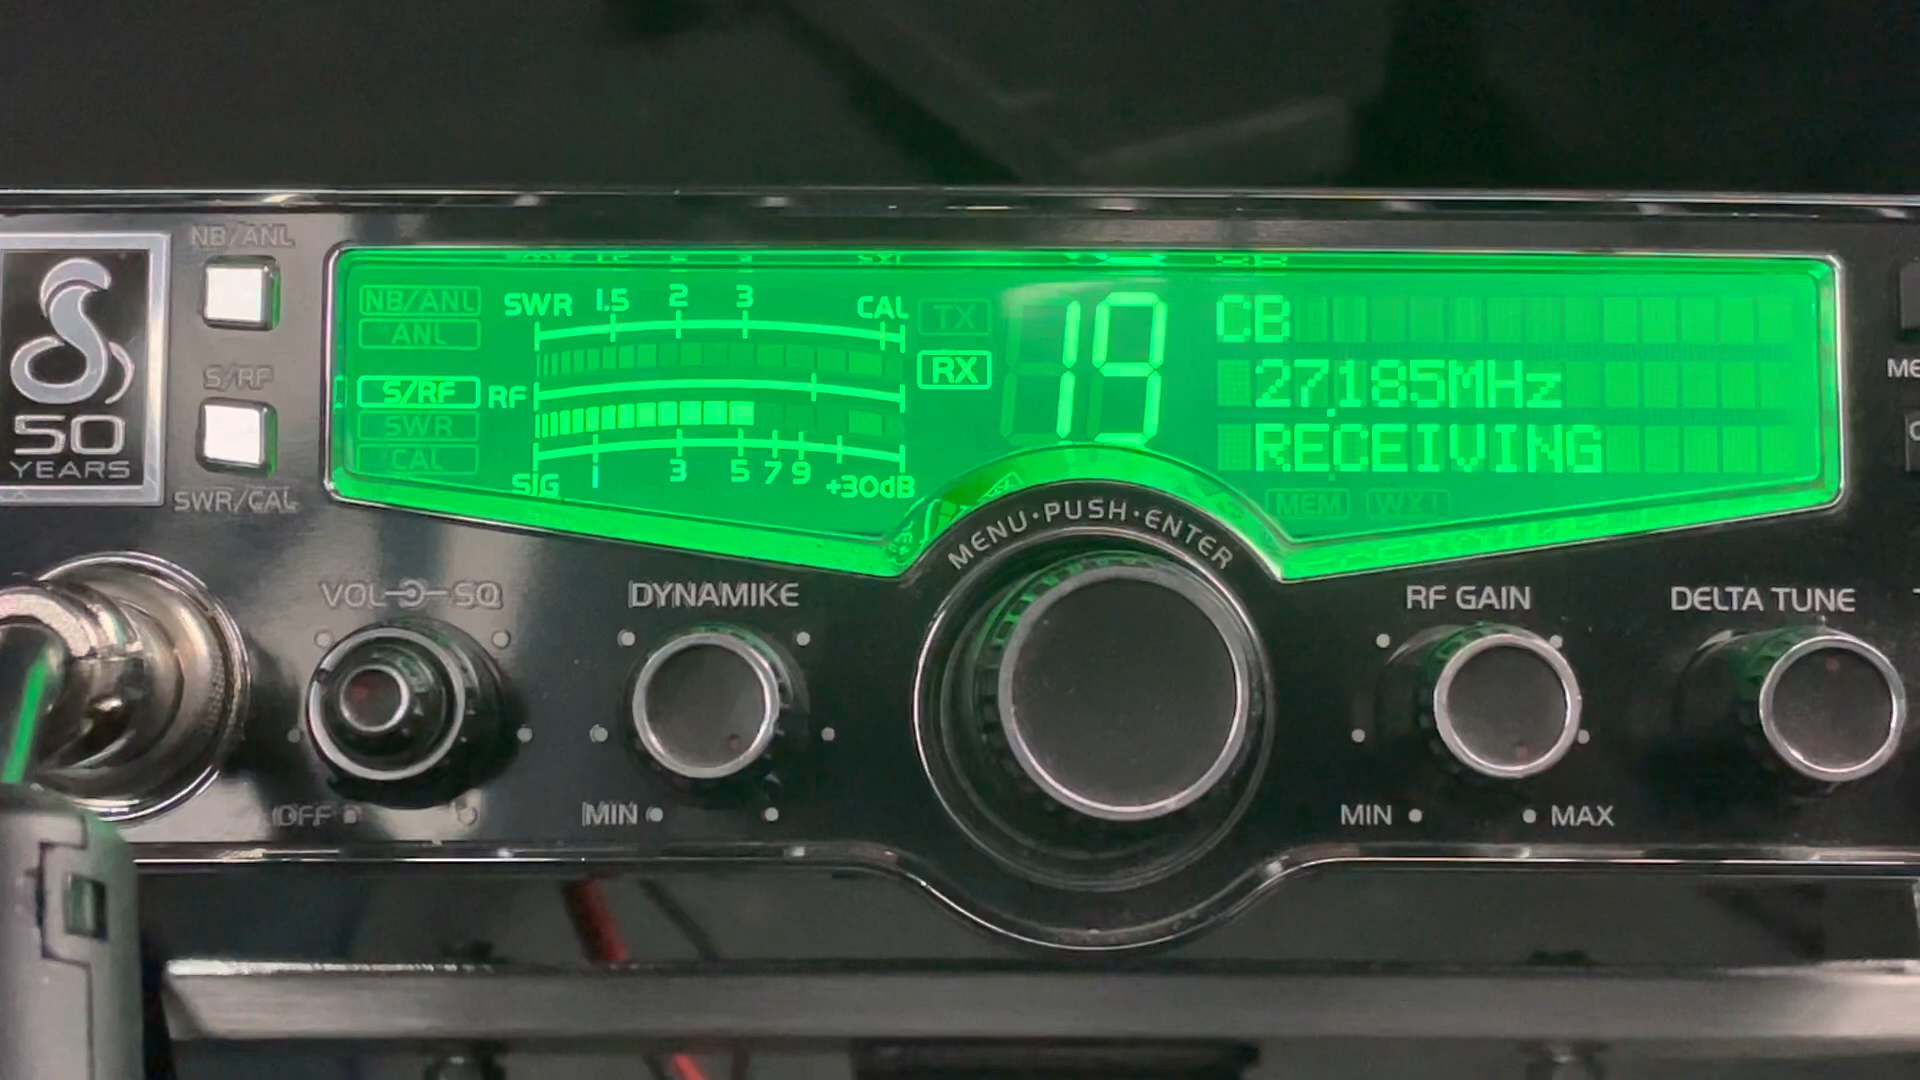 NB/ANL
S/RF
SWR/CAL
50
YEARS
NB/ANL
ANL
S/RF
SWR
CAL
SWR 1.5 2 3 CAL
RF
1 3 5 7 9 +30dB
SIG
TX
RX
19
CB
27.185MHz
RECEIVING
MEM
MENU·PUSH·ENTER
VOL SQ
OFF
DYNAMIKE
MIN
RF GAIN
MIN MAX
DELTA TUNE